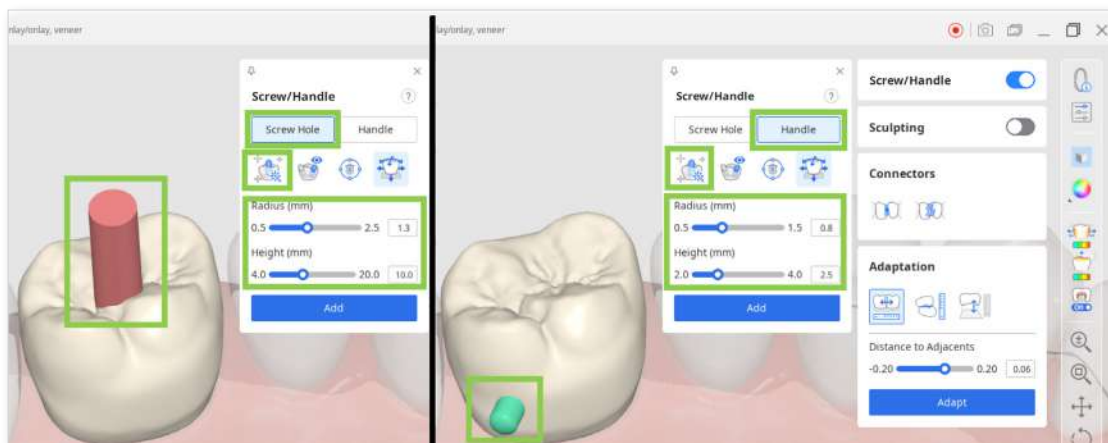 nlay/onlay, veneer
Screw/Handle
?
Screw Hole
Handle
Radius (mm)
0.5
2.5
1.3
Height (mm)
4.0
20.0
10.0
Add
lay/onlay, veneer
Screw/Handle
?
Screw Hole
Handle
Radius (mm)
0.5
1.5
0.8
Height (mm)
2.0
4.0
2.5
Add
Screw/Handle
Sculpting
Connectors
Adaptation
Distance to Adjacents
-0.20
0.20
0.06
Adapt